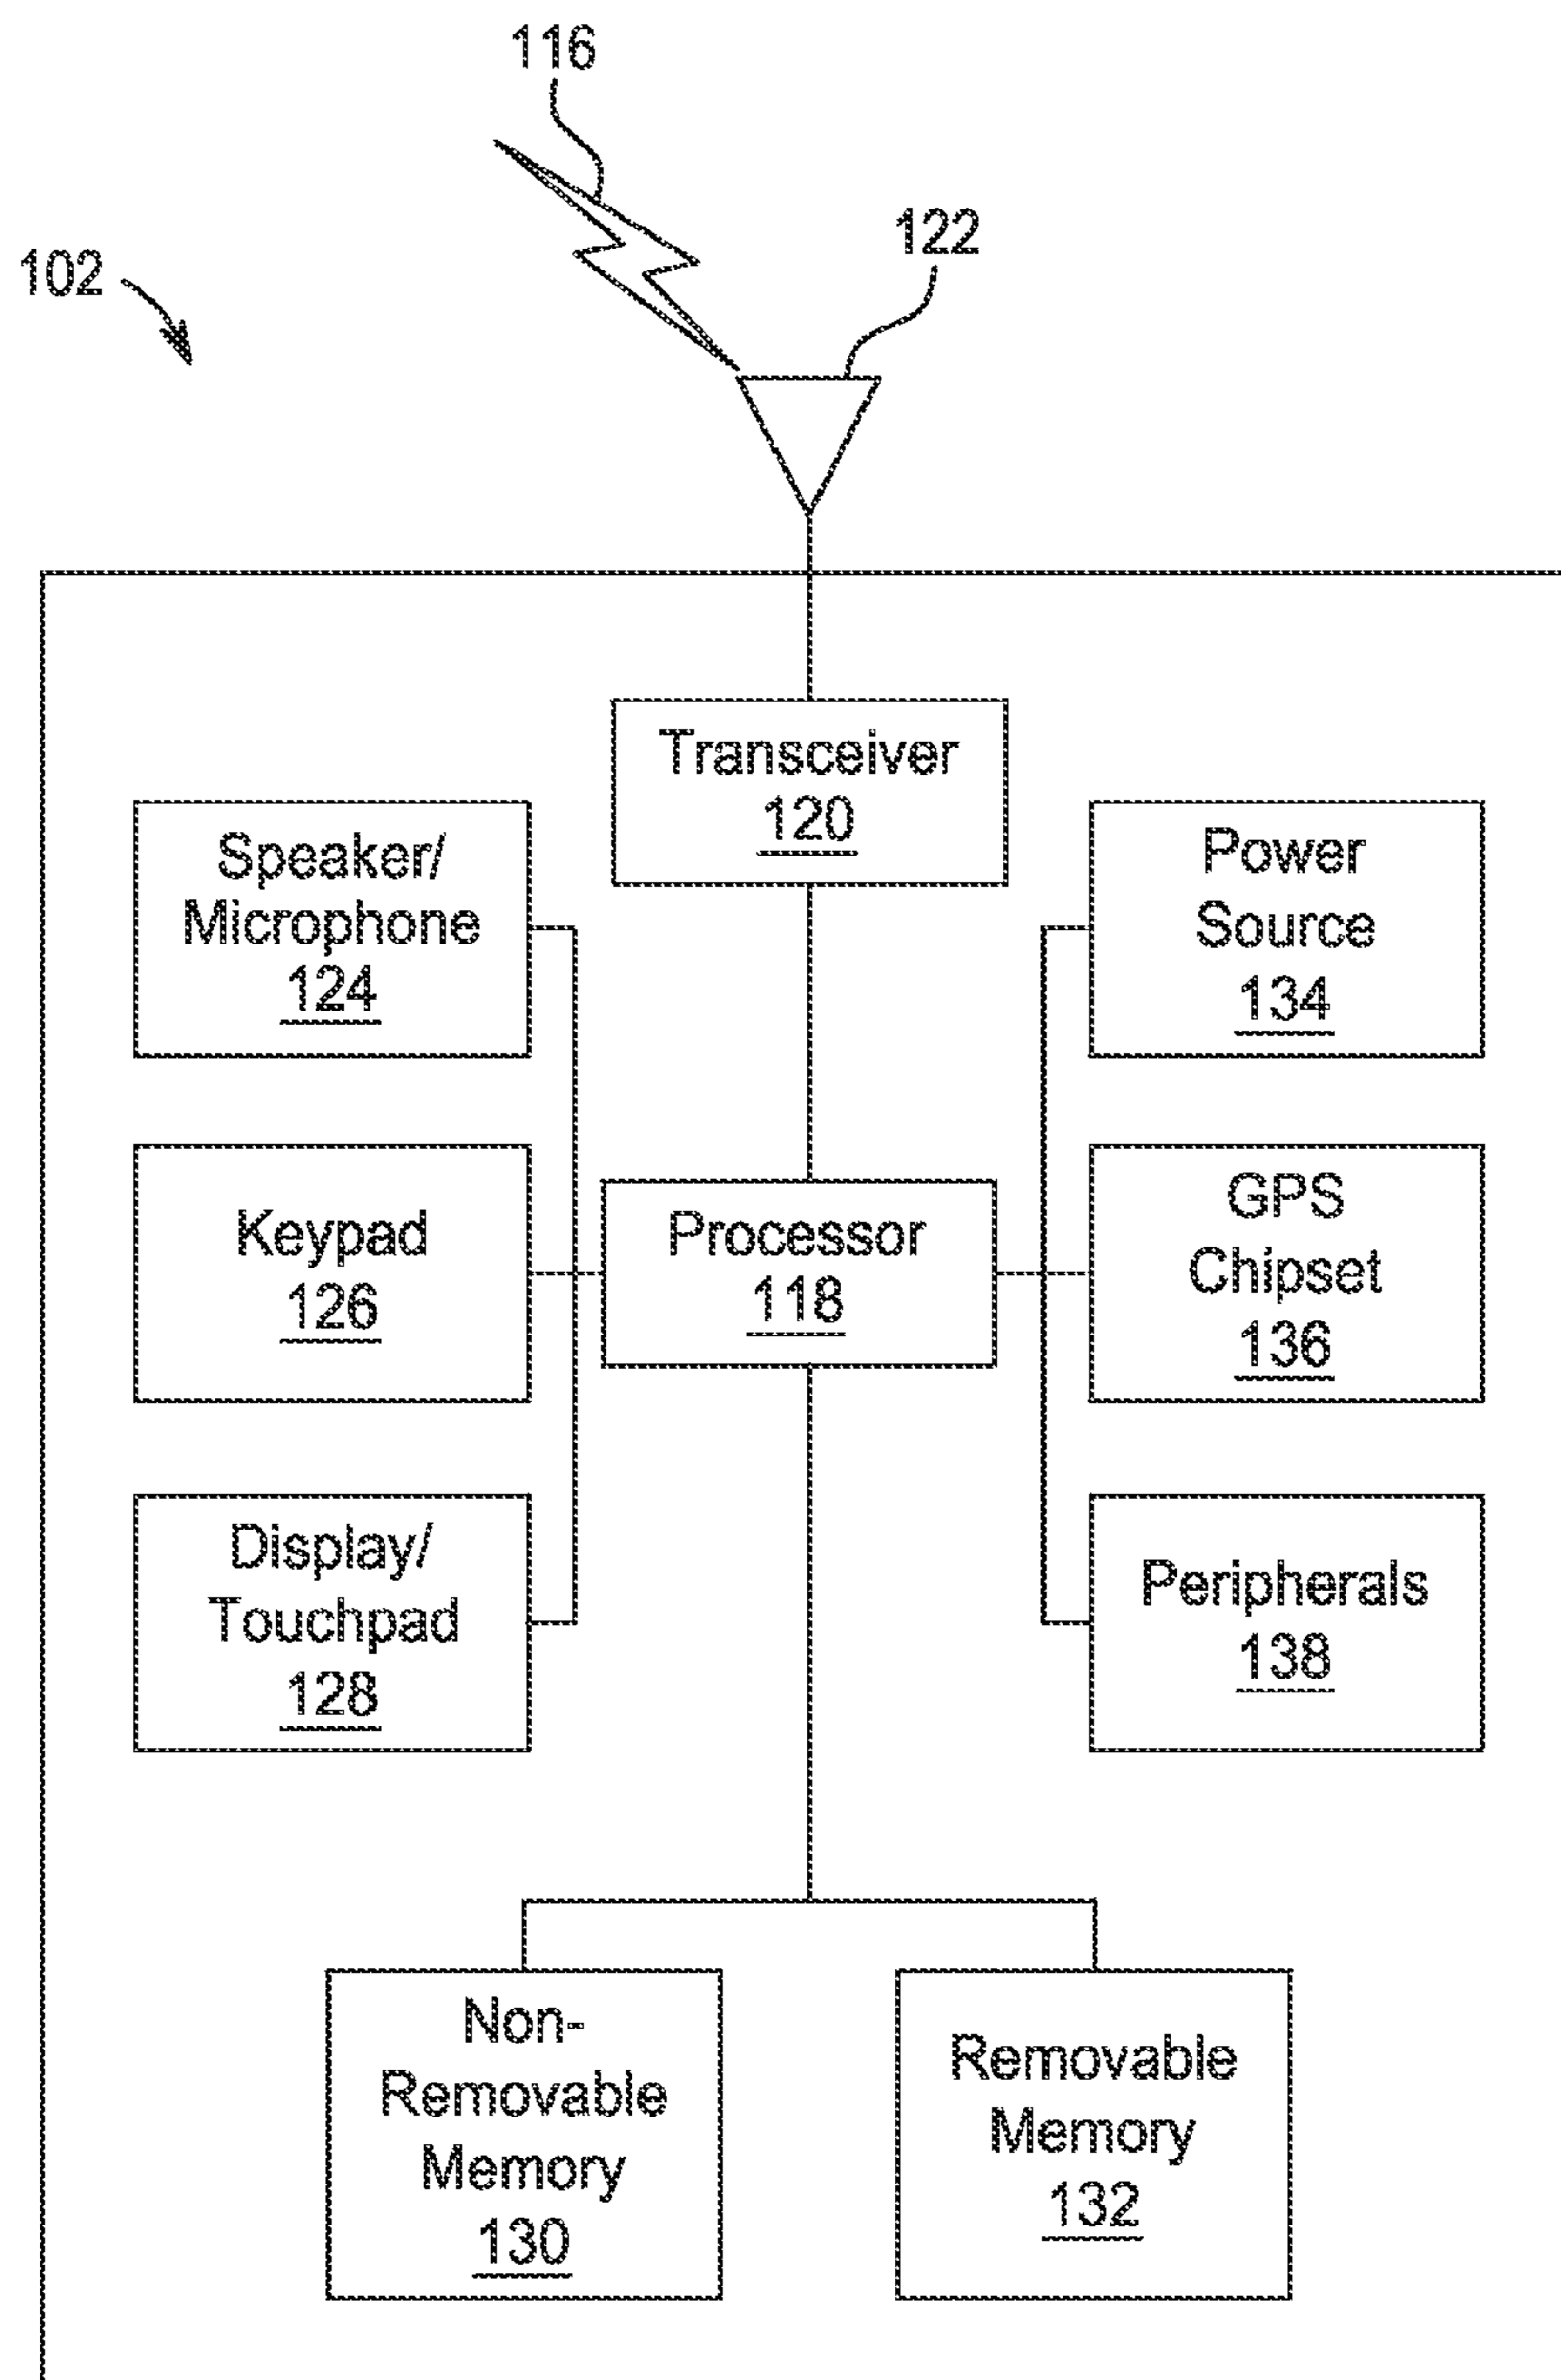 116
122
102
Transceiver
120
Speaker/
Microphone
124
Power
Source
134
Keypad
126
Processor
118
GPS
Chipset
136
Display/
Touchpad
128
Peripherals
138
Non-
Removable
Memory
130
Removable
Memory
132